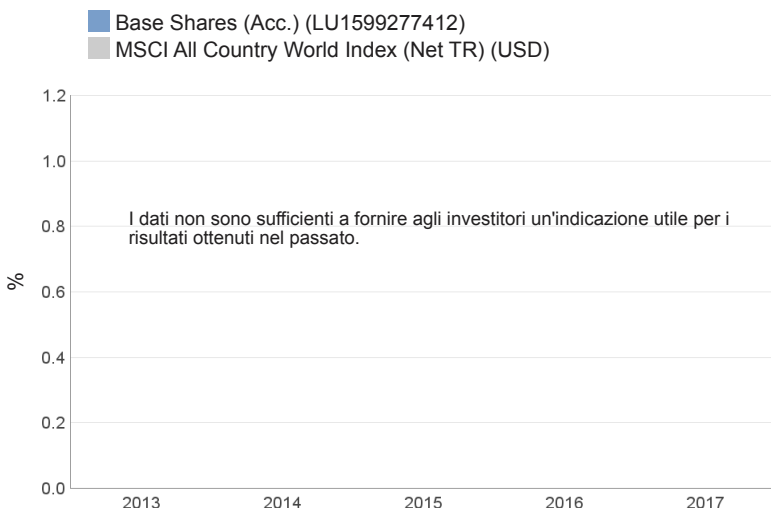 Base Shares (Acc.) (LU1599277412)
MSCI All Country World Index (Net TR) (USD)
1.2
1.0
I dati non sono sufficienti a fornire agli investitori un'indicazione utile per i
0.8
risultati ottenuti nel passato.
%
0.6
0.4
0.2
0.0
2013 2014 2015 2016 2017